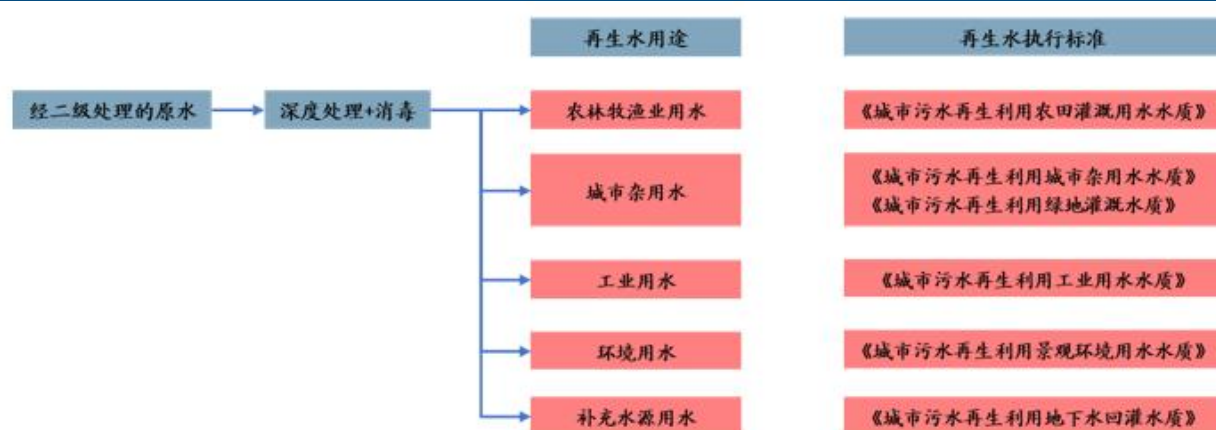 再生水用途
再生水执行标准
经二级处理的原水
深度处理+消毒
农林牧渔业用水
《城市污水再生利用农田灌溉用水水质》
城市杂用水
《城市污水再生利用城市杂用水水质》
《城市污水再生利用绿地灌溉水质》
工业用水
《城市污水再生利用工业用水水质》
环境用水
《城市污水再生利用景观环境用水水质》
补充水源用水
《城市污水再生利用地下水回灌水质》